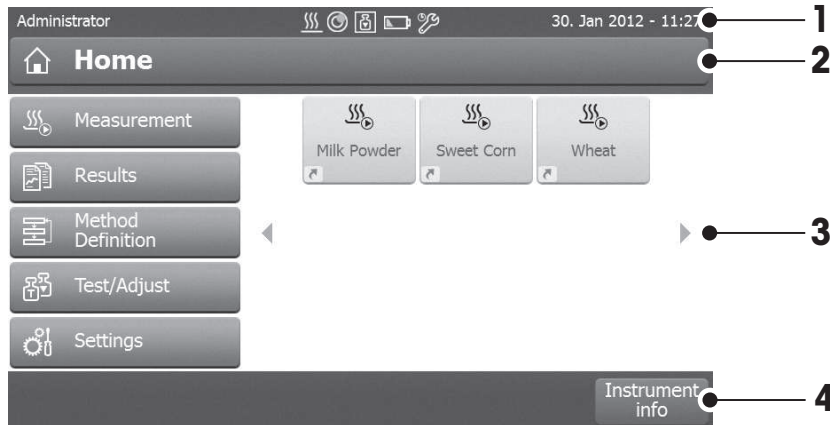 Administrator
30. Jan 2012 - 11:27
1
Home
2
Measurement
Milk Powder
Sweet Corn
Wheat
Results
Method
Definition
3
Test/Adjust
Settings
Instrument
info
4